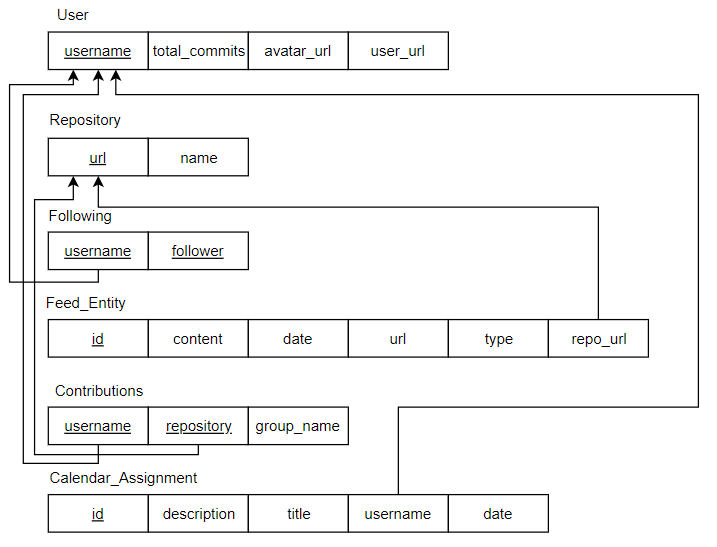 User
username total_commits avatar_url user_url
Repository
url name
Following
username follower
Feed_Entity
id content date url type repo_url
Contributions
username repository group_name
Calendar_Assignment
id description title username date